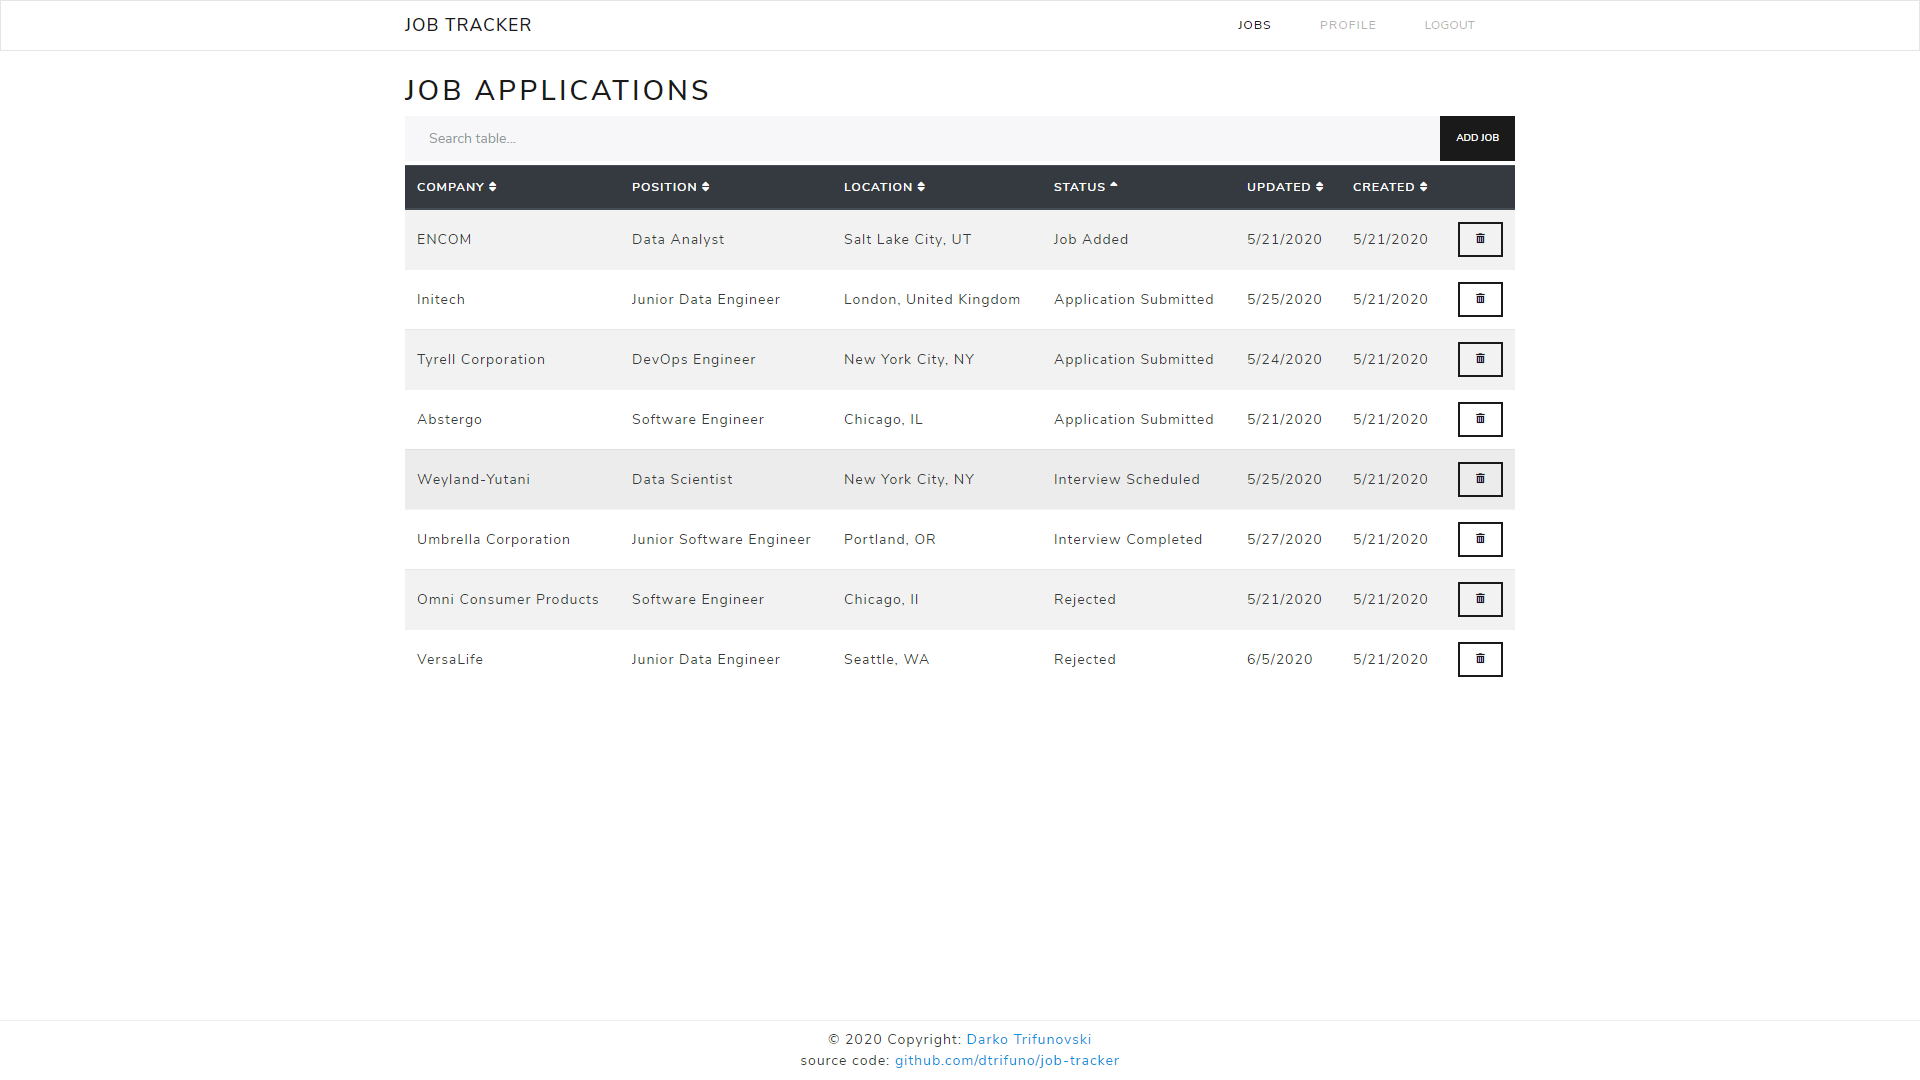 JOB TRACKER JOBS PROFILE LOGOUT
JOB APPLICATIONS
Search table... ADD JOB
COMPANY POSITION LOCATION STATUS UPDATED CREATED
ENCOM Data Analyst Salt Lake City, UT Job Added 5/21/2020 5/21/2020
Initech Junior Data Engineer London, United Kingdom Application Submitted 5/25/2020 5/21/2020
Tyrell Corporation DevOps Engineer New York City, NY Application Submitted 5/24/2020 5/21/2020
Abstergo Software Engineer Chicago, IL Application Submitted 5/21/2020 5/21/2020
Weyland-Yutani Data Scientist New York City, NY Interview Scheduled 5/25/2020 5/21/2020
Umbrella Corporation Junior Software Engineer Portland, OR Interview Completed 5/27/2020 5/21/2020
Omni Consumer Products Software Engineer Chicago, Il Rejected 5/21/2020 5/21/2020
VersaLife Junior Data Engineer Seattle, WA Rejected 6/5/2020 5/21/2020
© 2020 Copyright: Darko Trifunovski
source code: github.com/dtrifuno/job-tracker